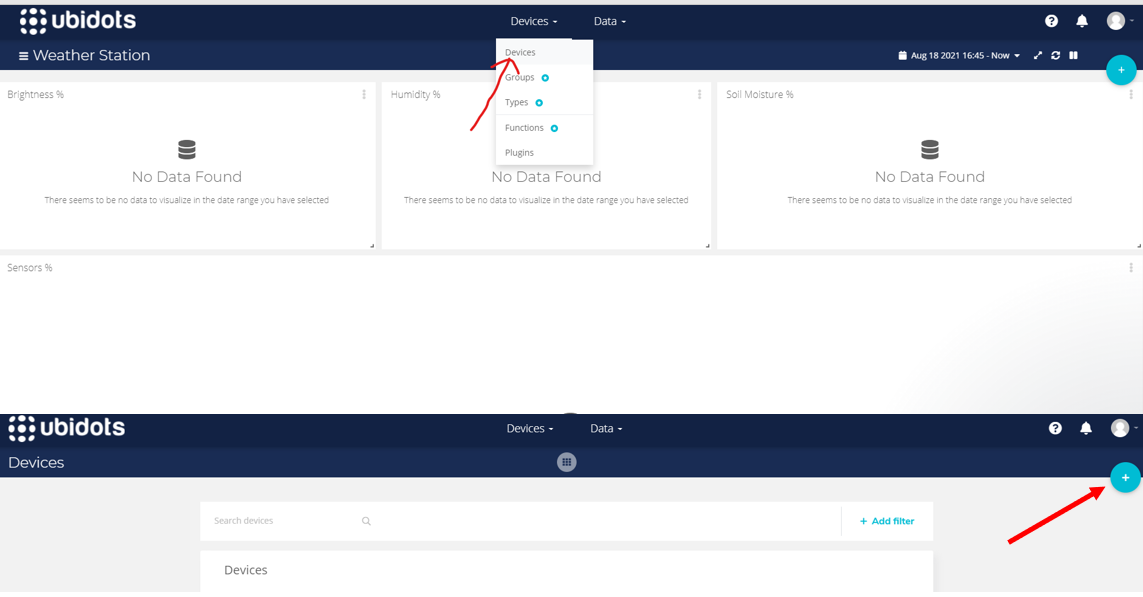 ubidots
Devices Data
Weather Station
Aug 18 2021 16:45 - Now
Devices
Groups
Types
Functions
Plugins
Brightness %
Humidity %
Soil Moisture %
No Data Found
There seems to be no data to visualize in the date range you have selected
No Data Found
There seems to be no data to visualize in the date range you have selected
No Data Found
There seems to be no data to visualize in the date range you have selected
Sensors %
ubidots
Devices Data
Devices
Search devices
+ Add filter
Devices